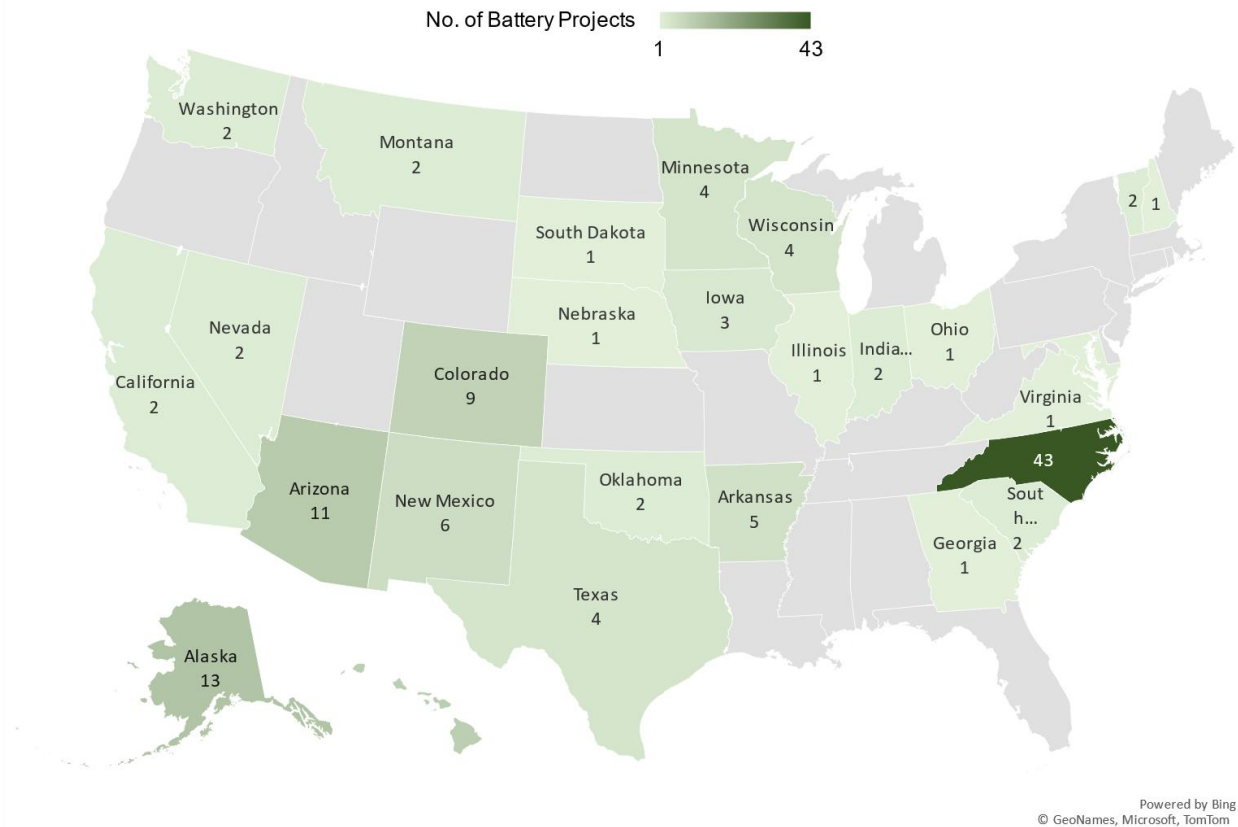 No. of Battery Projects
1
43
Washington
2
Montana
2
Minnesota
4
2
1
South Dakota
1
Wisconsin
4
Iowa
3
Nebraska
1
Nevada
2
Ohio
1
Illinois
1
India...
2
Colorado
9
California
2
Virginia
1
43
Arizona
11
New Mexico
6
Oklahoma
2
Arkansas
5
Sout
h...
2
Georgia
1
Texas
4
Alaska
13
Powered by Bing
© GeoNames, Microsoft, TomTom